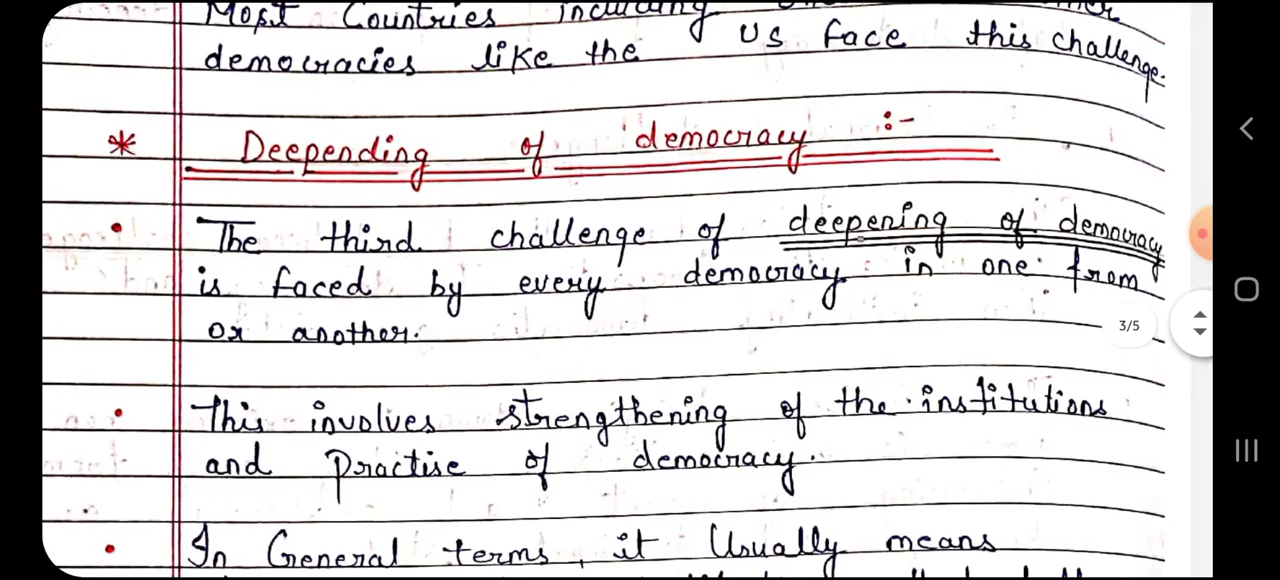 Most Countries including
democracies like the US face this challenge.
* Deepending of democracy :-
• The third challenge of deepening of democracy
is faced by every democracy in one from
or another.
3/5
• This involves strengthening of the institutions
and practise of democracy.
• In General terms, it Usually means